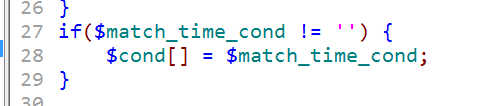 26 }
27 if($match_time_cond != '') {
28     $cond[] = $match_time_cond;
29 }
30